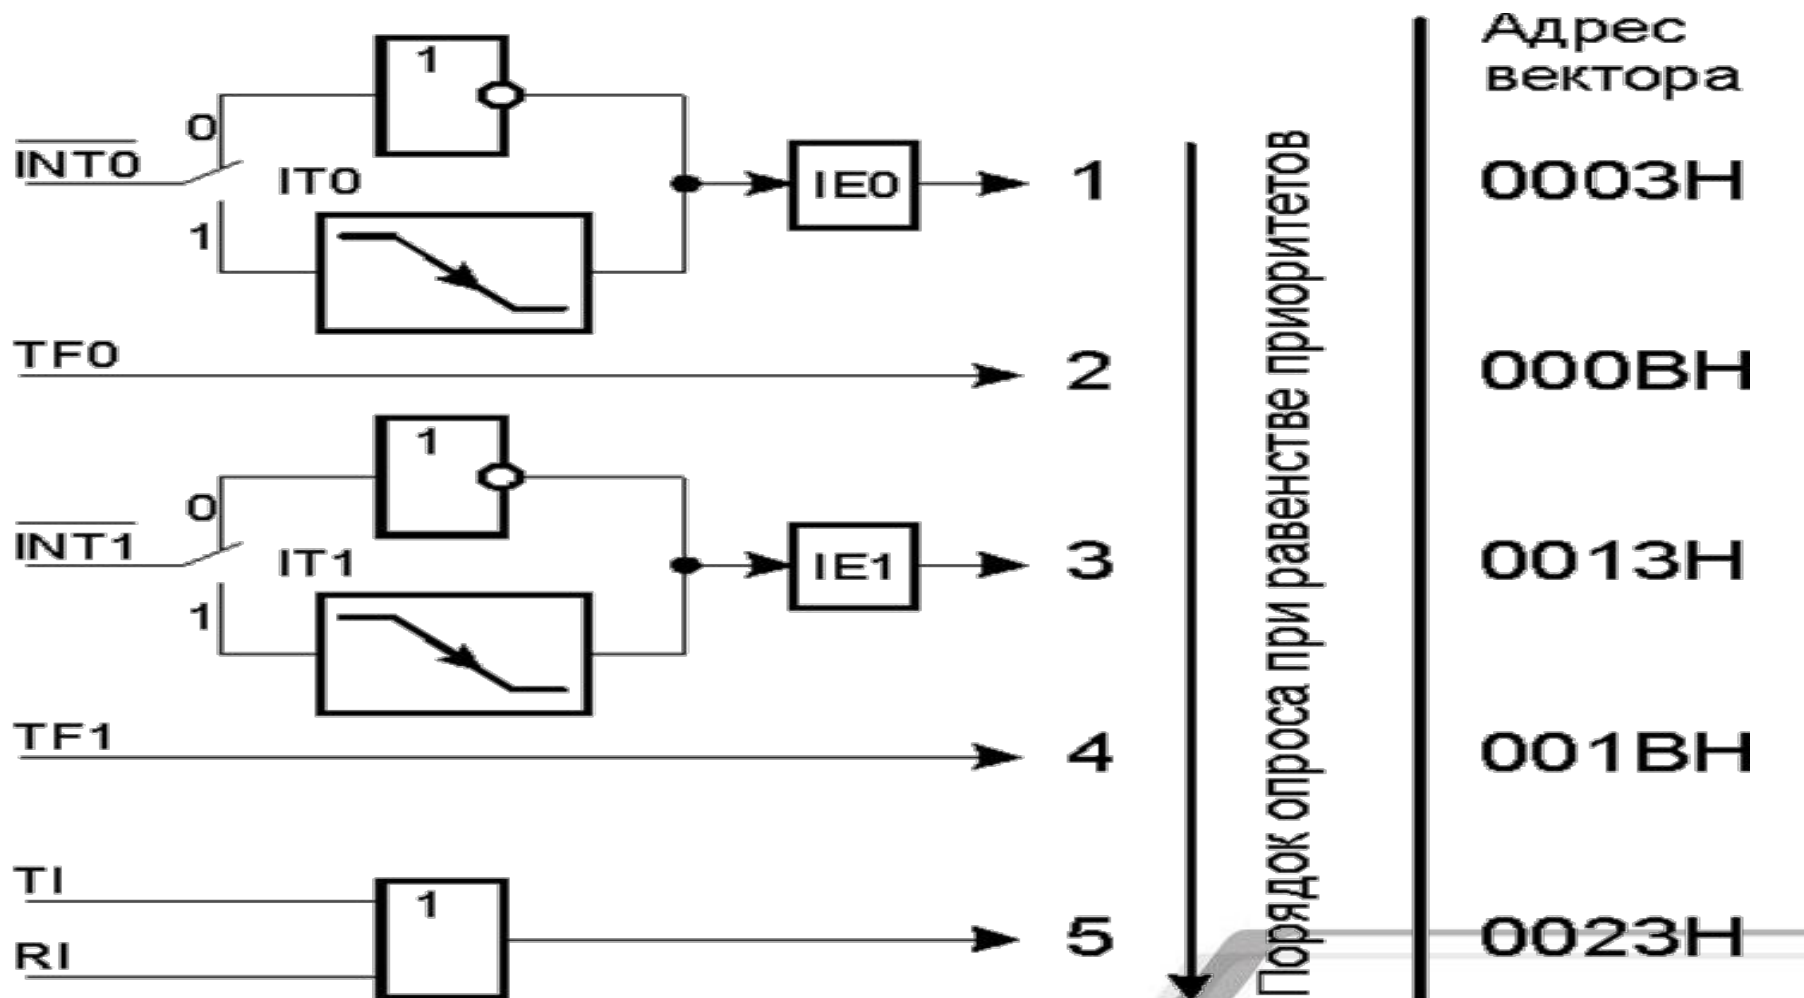 Адрес
вектора
1
0
INT0
IT0
IE0
1
0003H
1
TF0
2
000BH
1
0
INT1
IT1
IE1
3
0013H
1
TF1
4
001BH
TI
1
RI
5
0023H
Порядок опроса при равенстве приоритетов